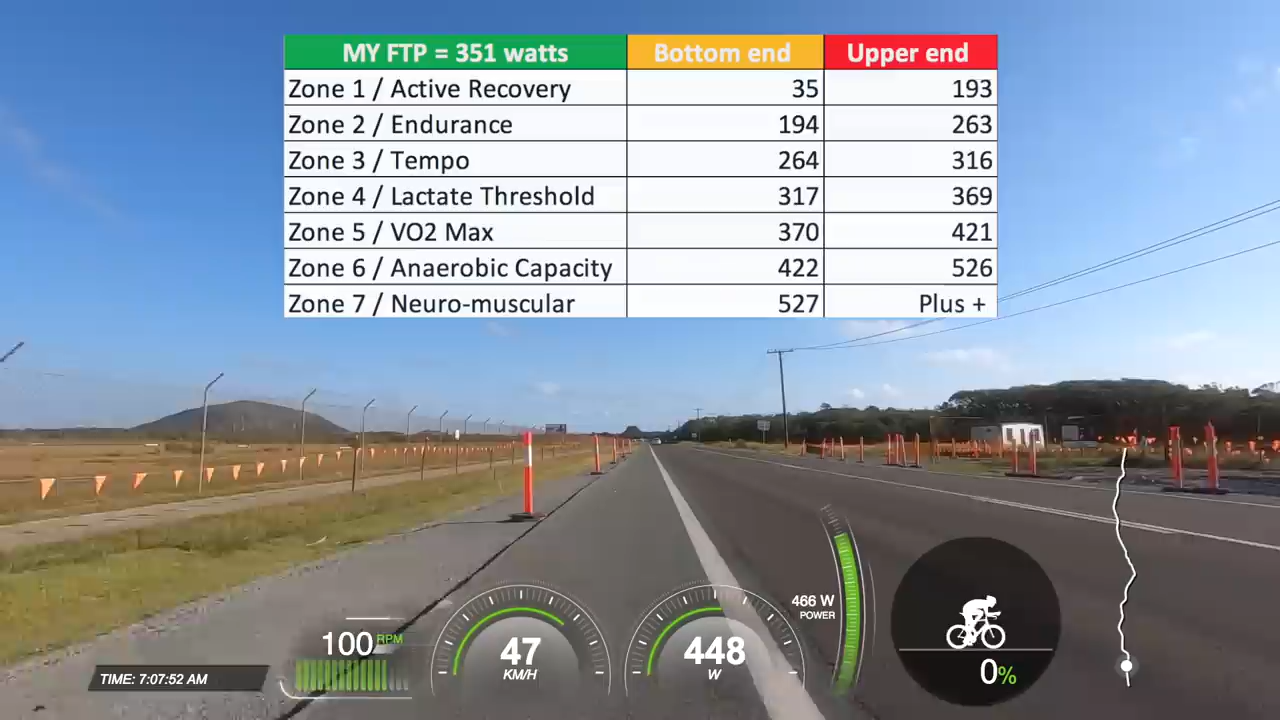 MY FTP = 351 watts Bottom end Upper end
Zone 1 / Active Recovery 35 193
Zone 2 / Endurance 194 263
Zone 3 / Tempo 264 316
Zone 4 / Lactate Threshold 317 369
Zone 5 / VO2 Max 370 421
Zone 6 / Anaerobic Capacity 422 526
Zone 7 / Neuro-muscular 527 Plus +
466 W
POWER
100 RPM
47
KM/H
448
W
0%
TIME: 7:07:52 AM